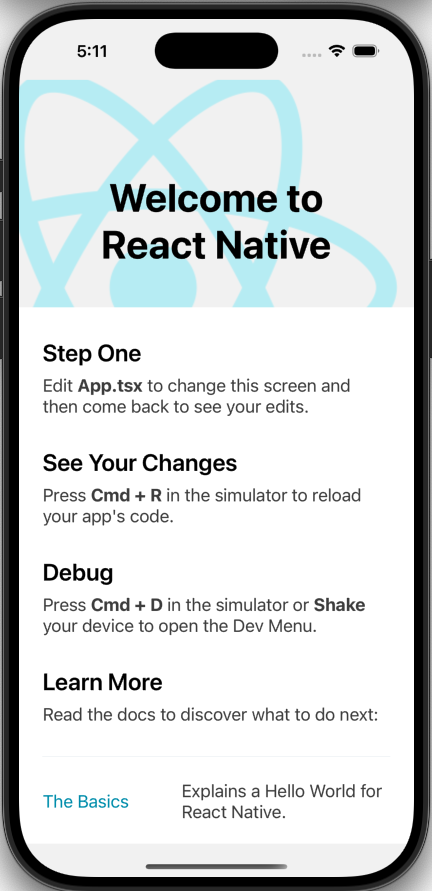 5:11
Welcome to
React Native
Step One
Edit App.tsx to change this screen and
then come back to see your edits.
See Your Changes
Press Cmd + R in the simulator to reload
your app's code.
Debug
Press Cmd + D in the simulator or Shake
your device to open the Dev Menu.
Learn More
Read the docs to discover what to do next:
The Basics
Explains a Hello World for
React Native.